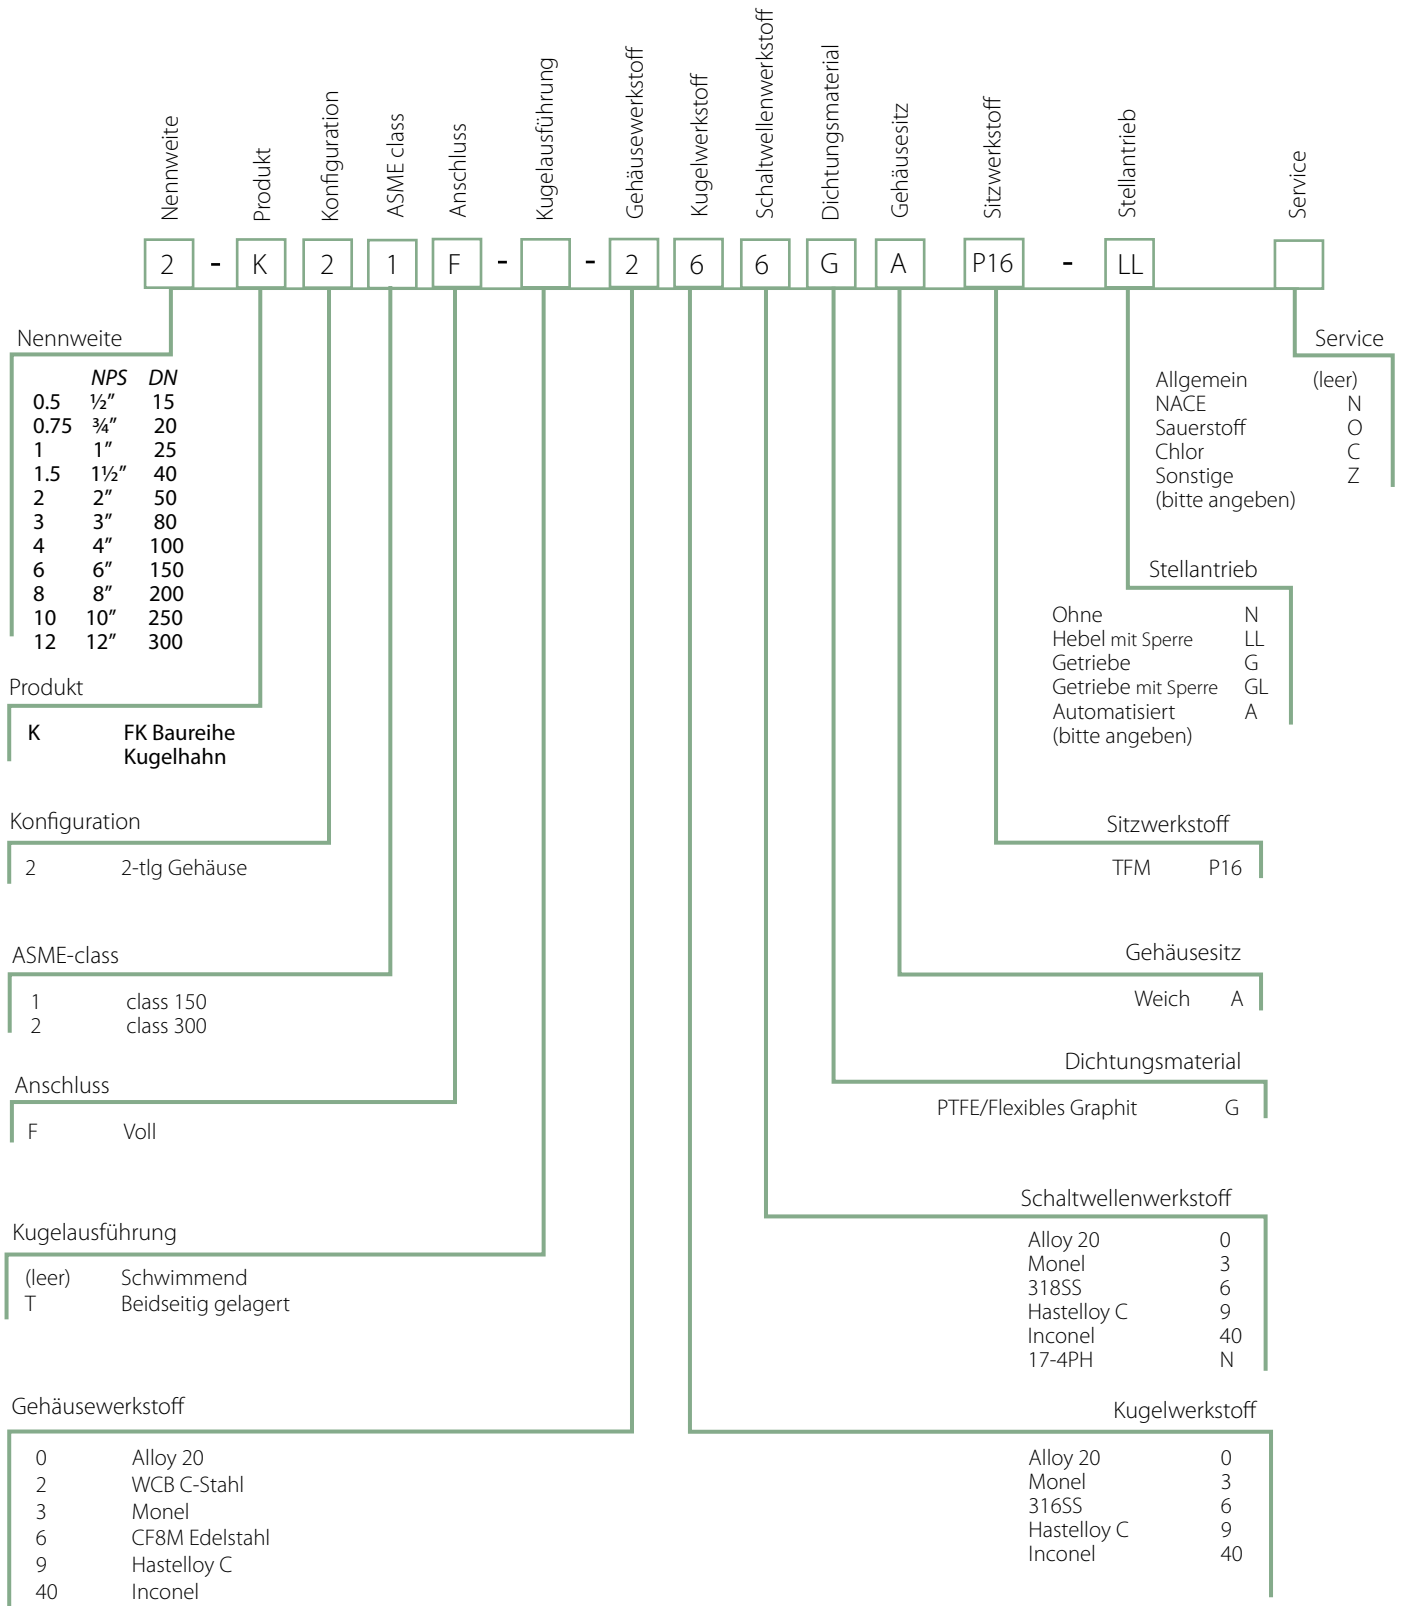 Nennweite
Produkt
Konfiguration
ASME class
Anschluss
Kugelausführung
Gehäusewerkstoff
Kugelwerkstoff
Schaltwellenwerkstoff
Dichtungsmaterial
Gehäusesitz
Sitzwerkstoff
Stellantrieb
Service
2 - K 2 1 F - - 2 6 6 G A P16 - LL
Nennweite
NPS DN
0.5 ½″ 15
0.75 ¾″ 20
1 1″ 25
1.5 1½″ 40
2 2″ 50
3 3″ 80
4 4″ 100
6 6″ 150
8 8″ 200
10 10″ 250
12 12″ 300
Produkt
K FK Baureihe
Kugelhahn
Konfiguration
2 2-tlg Gehäuse
ASME-class
1 class 150
2 class 300
Anschluss
F Voll
Kugelausführung
(leer) Schwimmend
T Beidseitig gelagert
Gehäusewerkstoff
0 Alloy 20
2 WCB C-Stahl
3 Monel
6 CF8M Edelstahl
9 Hastelloy C
40 Inconel
Service
Allgemein (leer)
NACE N
Sauerstoff O
Chlor C
Sonstige Z
(bitte angeben)
Stellantrieb
Ohne N
Hebel mit Sperre LL
Getriebe G
Getriebe mit Sperre GL
Automatisiert A
(bitte angeben)
Sitzwerkstoff
TFM P16
Gehäusesitz
Weich A
Dichtungsmaterial
PTFE/Flexibles Graphit G
Schaltwellenwerkstoff
Alloy 20 0
Monel 3
318SS 6
Hastelloy C 9
Inconel 40
17-4PH N
Kugelwerkstoff
Alloy 20 0
Monel 3
316SS 6
Hastelloy C 9
Inconel 40